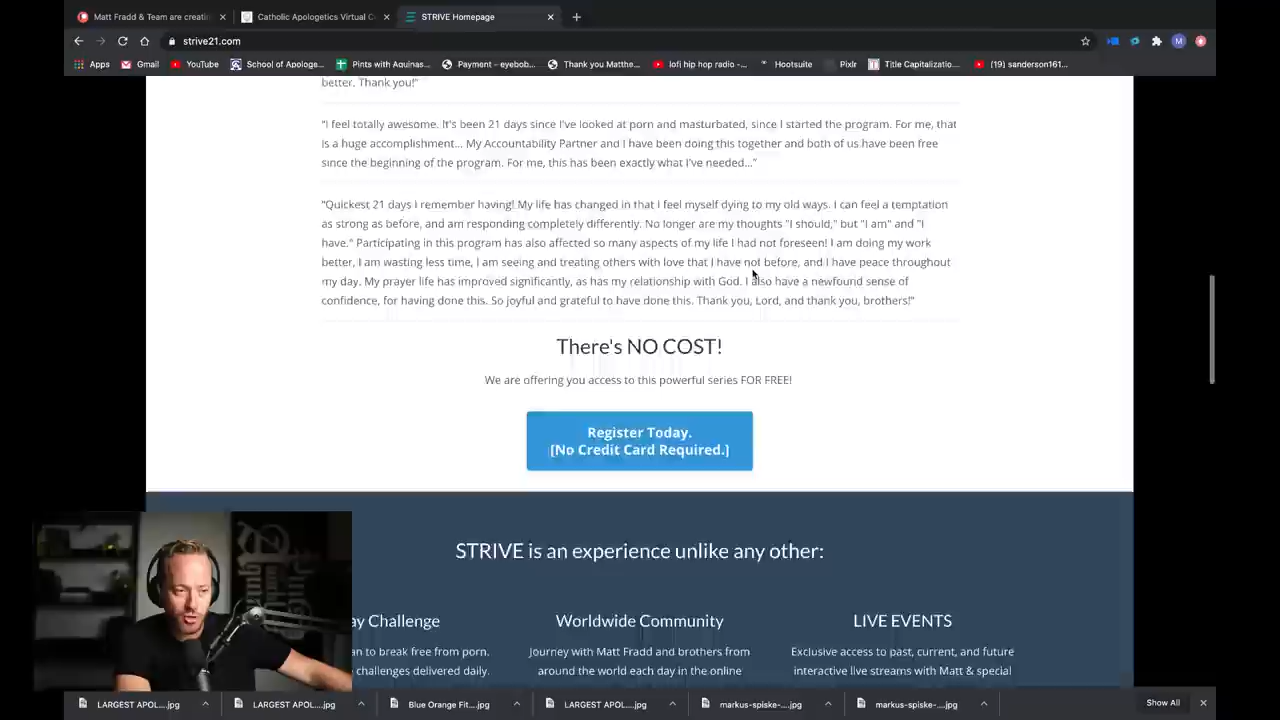 Matt Fradd & Team are creati
Catholic Apologetics Virtual C
STRIVE Homepage
strive21.com
Apps
Gmail
YouTube
School of Apologe...
Pints with Aquinas...
Payment – eyebob...
Thank you Matthe...
lofi hip hop radio -...
Hootsuite
Pixlr
Title Capitalizatio...
(19) sanderson161...
M
better. Thank you!"
"I feel totally awesome. It's been 21 days since I've looked at porn and masturbated, since I started the program. For me, that
is a huge accomplishment... My Accountability Partner and I have been doing this together and both of us have been free
since the beginning of the program. For me, this has been exactly what I've needed..."
"Quickest 21 days I remember having! My life has changed in that I feel myself dying to my old ways. I can feel a temptation
as strong as before, and am responding completely differently. No longer are my thoughts "I should," but "I am" and "I
have." Participating in this program has also affected so many aspects of my life I had not foreseen! I am doing my work
better, I am wasting less time, I am seeing and treating others with love that I have not before, and I have peace throughout
my day. My prayer life has improved significantly, as has my relationship with God. I also have a newfound sense of
confidence, for having done this. So joyful and grateful to have done this. Thank you, Lord, and thank you, brothers!"
There's NO COST!
We are offering you access to this powerful series FOR FREE!
Register Today.
[No Credit Card Required.]
STRIVE is an experience unlike any other:
ay Challenge
an to break free from porn.
challenges delivered daily.
Worldwide Community
Journey with Matt Fradd and brothers from
around the world each day in the online
LIVE EVENTS
Exclusive access to past, current, and future
interactive live streams with Matt & special
LARGEST APOL....jpg
LARGEST APOL....jpg
Blue Orange Fit....jpg
LARGEST APOL....jpg
markus-spiske-....jpg
markus-spiske-....jpg
Show All